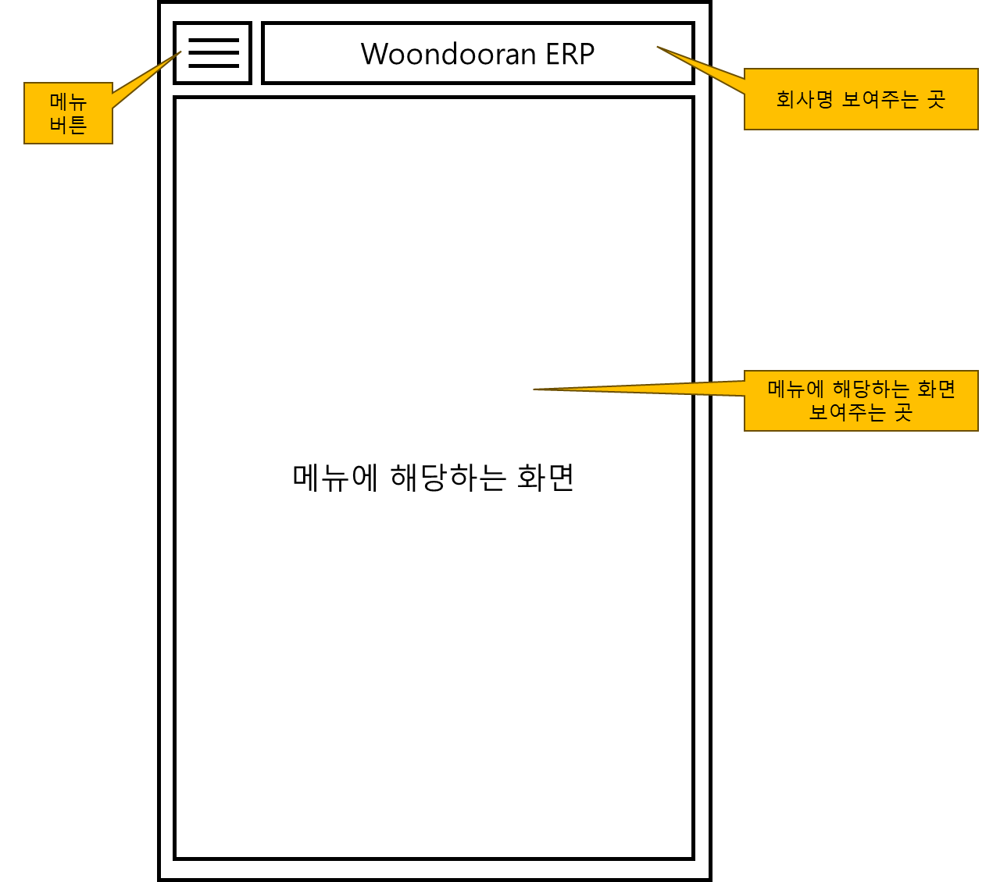 Woondooran ERP
메뉴
버튼
회사명 보여주는 곳
메뉴에 해당하는 화면
보여주는 곳
메뉴에 해당하는 화면